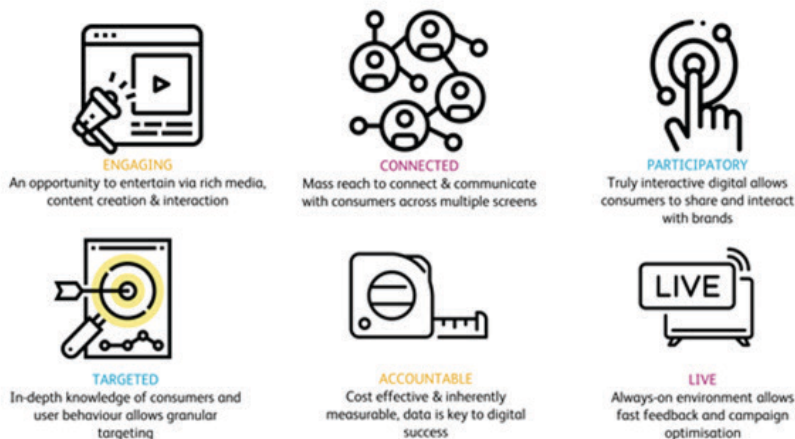 ENGAGING
An opportunity to entertain via rich media,
content creation & interaction
CONNECTED
Mass reach to connect & communicate
with consumers across multiple screens
PARTICIPATORY
Truly interactive digital allows
consumers to share and interact
with brands
TARGETED
In-depth knowledge of consumers and
user behaviour allows granular
targeting
ACCOUNTABLE
Cost effective & inherently
measurable, data is key to digital
success
LIVE
LIVE
Always-on environment allows
fast feedback and campaign
optimisation